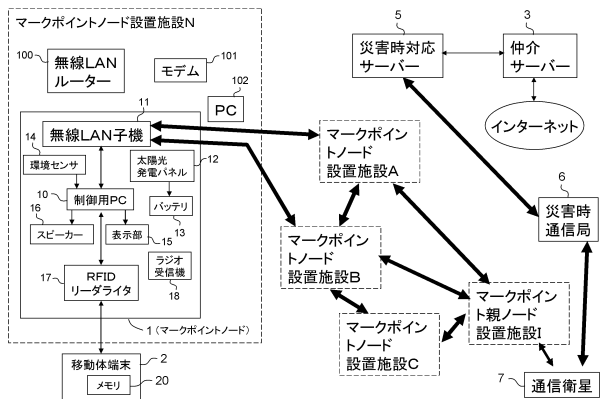 マークポイントノード設置施設N
100
無線LAN
ルーター
モデム
101
102
PC
11
無線LAN子機
14
環境センサ
太陽光
発電パネル
12
10
制御用PC
バッテリ
13
16
スピーカー
表示部
15
17
RFID
リーダライタ
ラジオ
受信機
18
1(マークポイントノード)
移動体端末
2
メモリ
20
5
災害時対応
サーバー
3
仲介
サーバー
インターネット
マークポイン
トノード
設置施設A
マークポイン
トノード
設置施設B
マークポイン
トノード
設置施設C
マークポイン
ト親ノード
設置施設I
6
災害時
通信局
7
通信衛星